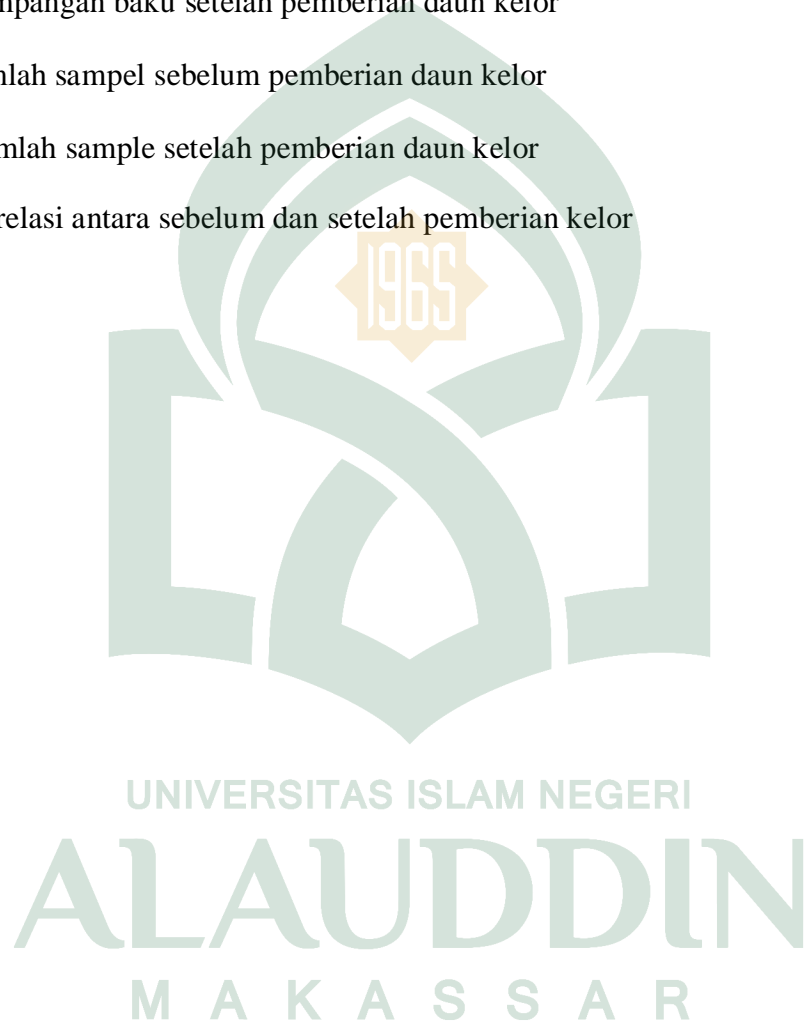 mpangan baku setelah pemberian daun kelor
mlah sampel sebelum pemberian daun kelor
mlah sample setelah pemberian daun kelor
relasi antara sebelum dan setelah pemberian kelor
1965
UNIVERSITAS ISLAM NEGERI
ALAUDDIN
MAKASSAR